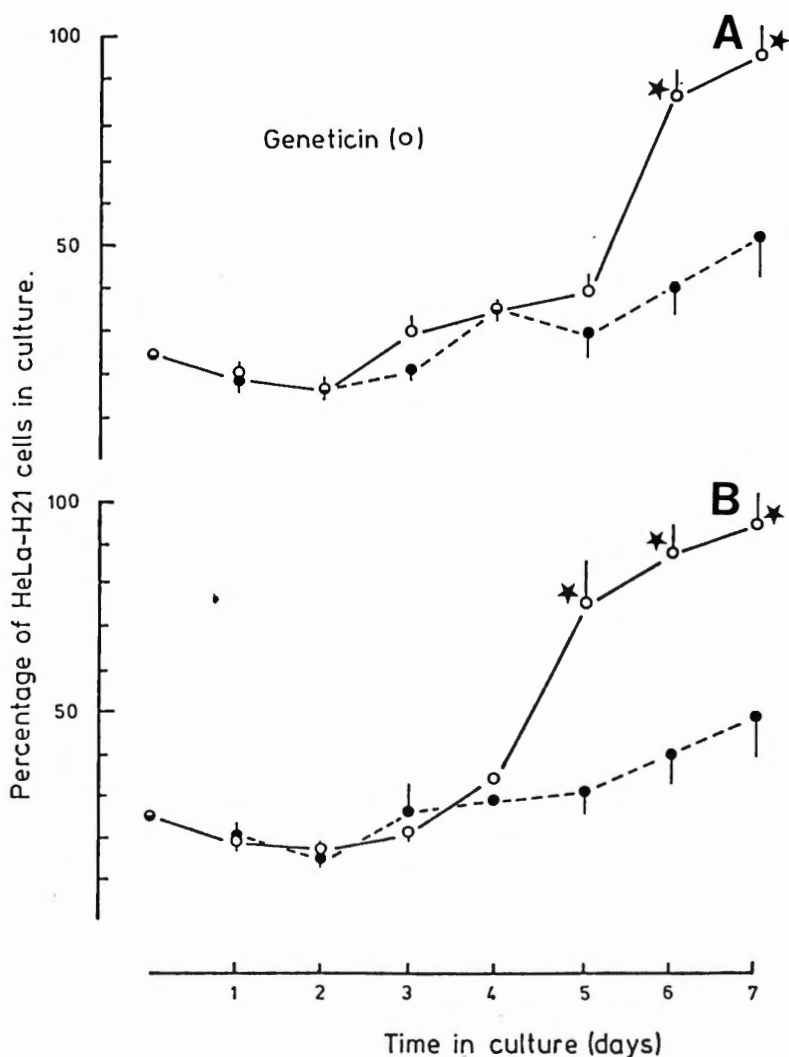 A
100
Geneticin (o)
50
B
100
50
Percentage of HeLa-H21 cells in culture.
1 2 3 4 5 6 7
Time in culture (days)